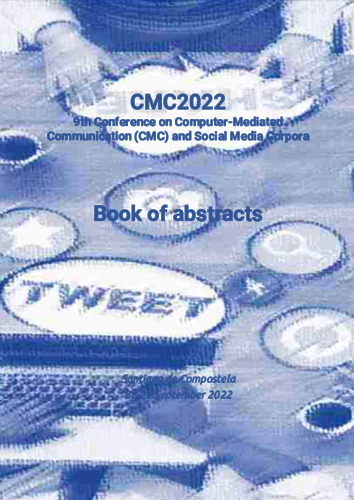 CMC2022
9th Conference on Computer-Mediated
Communication (CMC) and Social Media Corpora
Book of abstracts
TWEET
Santiago de Compostela
September 2022